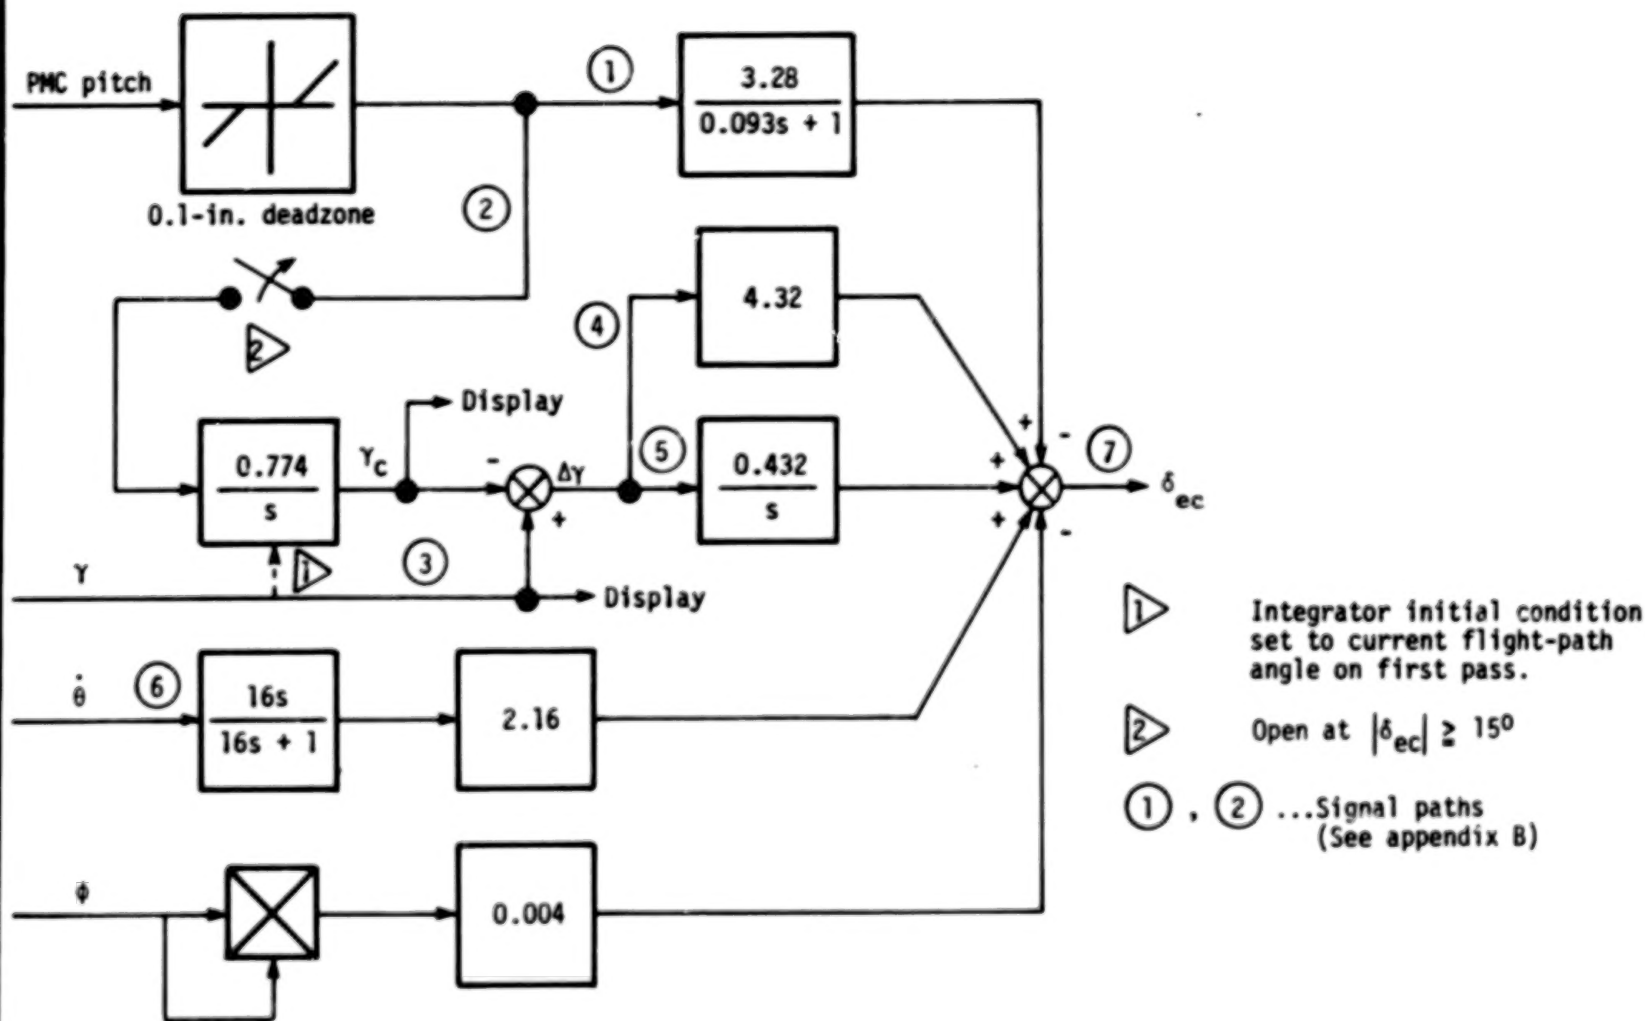 PMC pitch
0.1-in. deadzone
1
3.28
0.093s + 1
2
2
4
4.32
Display
0.774
s
γc
-
Δγ
+
5
0.432
s
+
-
+
+
-
7
δec
1
3
γ
Display
θ̇
6
16s
16s + 1
2.16
Φ
0.004
1
Integrator initial condition
set to current flight-path
angle on first pass.
2
Open at |δec| ≥ 15⁰
1 , 2 ...Signal paths
(See appendix B)